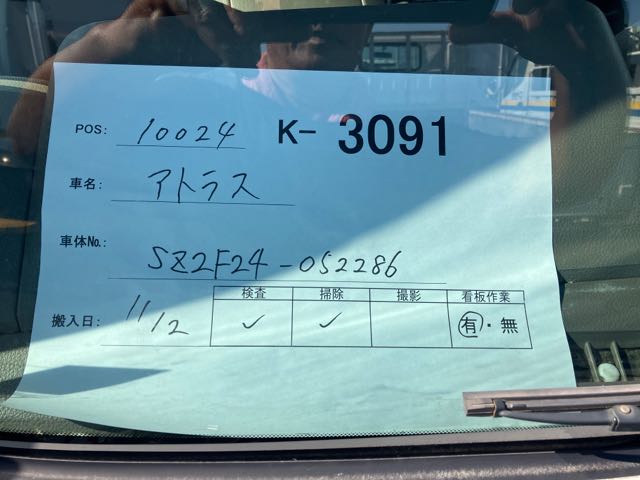 POS: 10024 K- 3091
車名: アトラス
車体No.: SZ2F24-052286
搬入日: 11/2
検査 掃除 撮影 看板作業
✓ ✓ 有・無